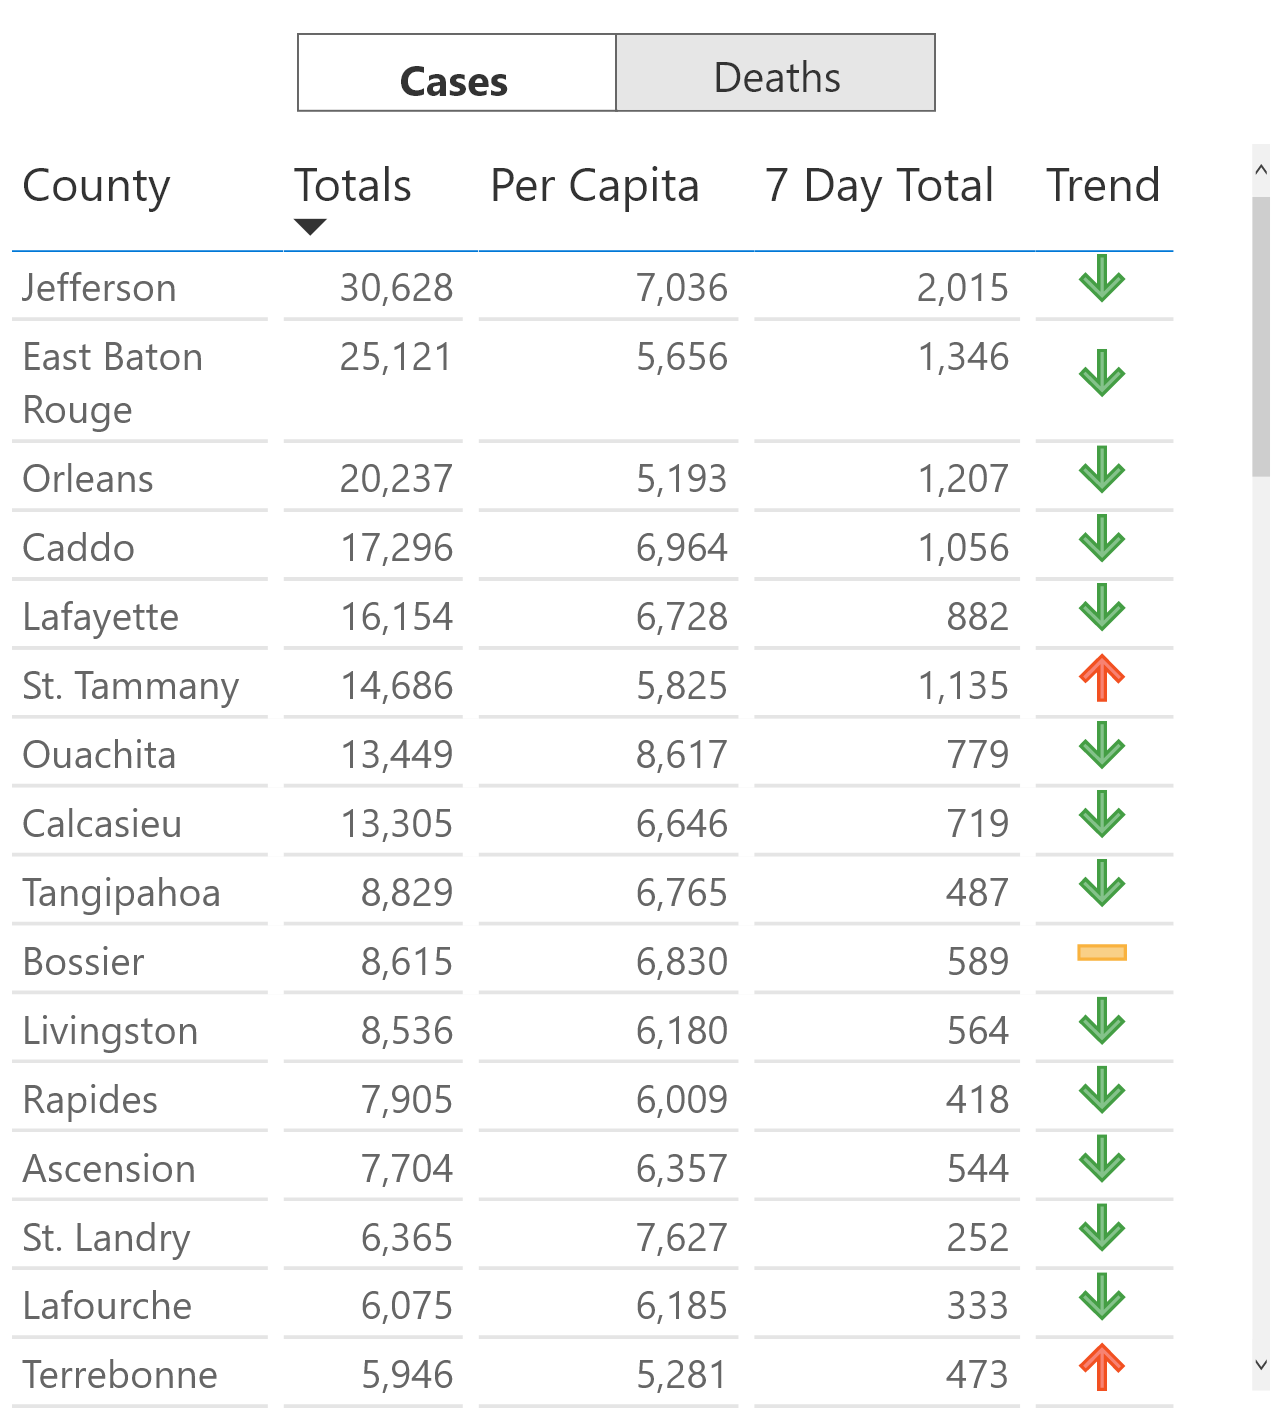 Cases Deaths
County Totals Per Capita 7 Day Total Trend
Jefferson 30,628 7,036 2,015
East Baton 25,121 5,656 1,346
Rouge
Orleans 20,237 5,193 1,207
Caddo 17,296 6,964 1,056
Lafayette 16,154 6,728 882
St. Tammany 14,686 5,825 1,135
Ouachita 13,449 8,617 779
Calcasieu 13,305 6,646 719
Tangipahoa 8,829 6,765 487
Bossier 8,615 6,830 589
Livingston 8,536 6,180 564
Rapides 7,905 6,009 418
Ascension 7,704 6,357 544
St. Landry 6,365 7,627 252
Lafourche 6,075 6,185 333
Terrebonne 5,946 5,281 473